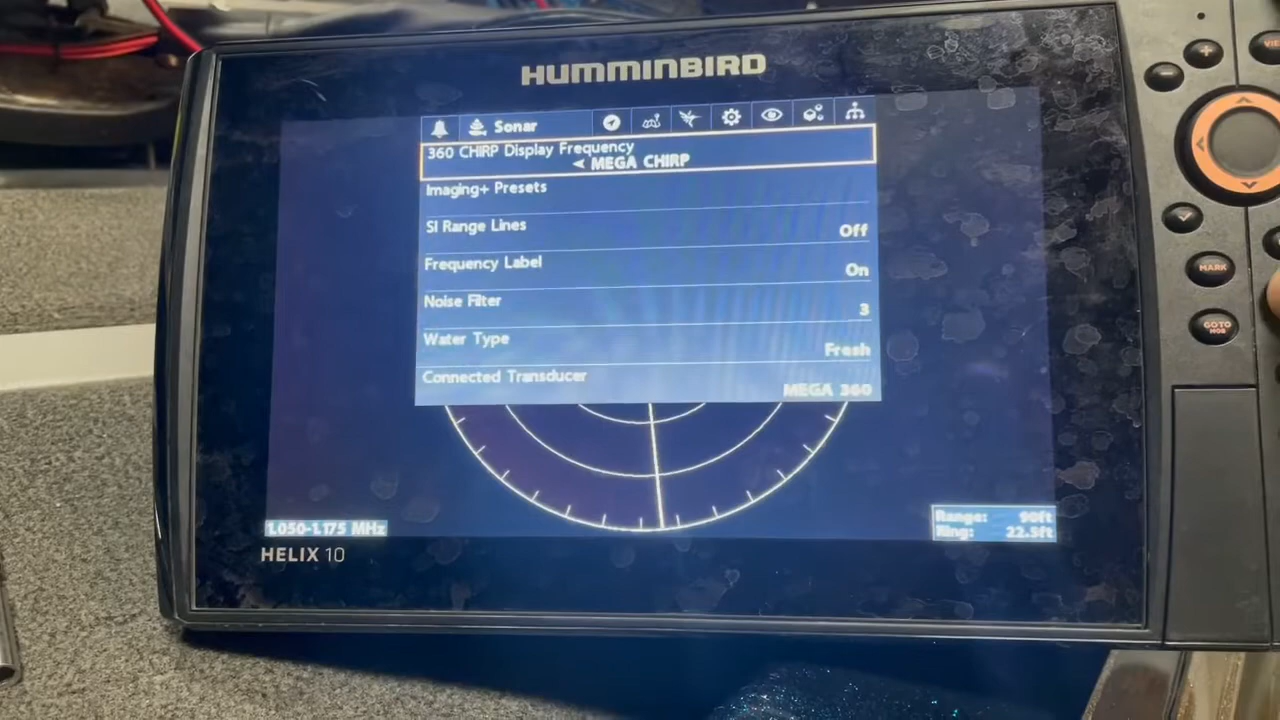 HUMMINBIRD
Sonar
360 CHIRP Display Frequency
MEGA CHIRP
Imaging+ Presets
SI Range Lines
Off
Frequency Label
On
Noise Filter
3
Water Type
Fresh
Connected Transducer
MEGA 360
1.050-1.175 MHz
Range: 90ft
Ring: 22.5ft
HELIX 10
MARK
GOTO
MOB